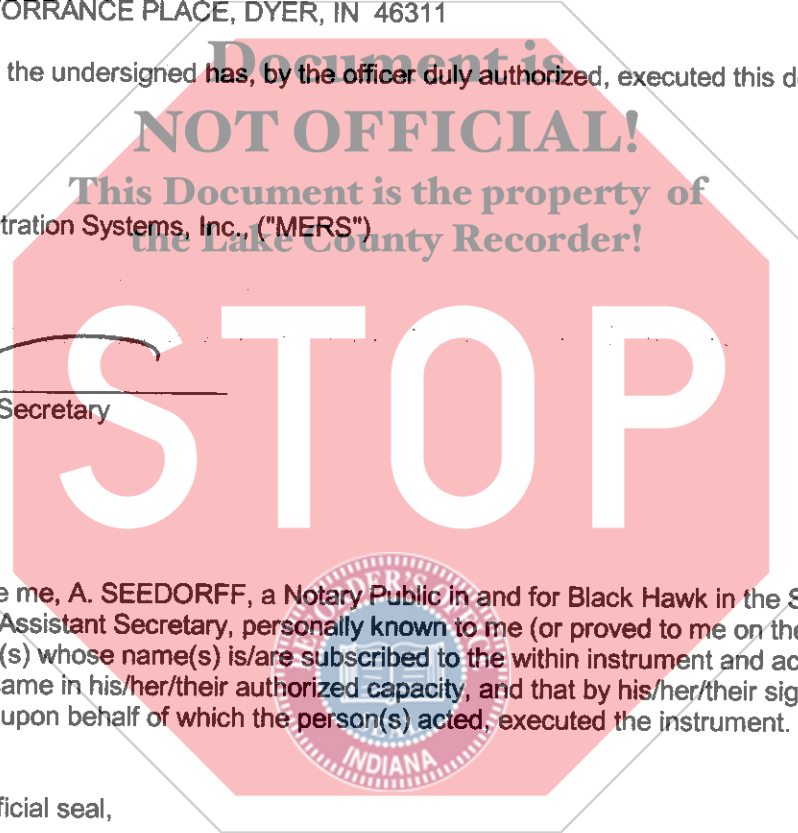 ORRANCE PLACE, DYER, IN 46311
Document is
the undersigned has, by the officer duly authorized, executed this d
NOT OFFICIAL!
This Document is the property of
tration Systems, Inc., ("MERS")
the Lake County Recorder!
STOP
Secretary
e me, A. SEEDORFF, a Notary Public in and for Black Hawk in the S
Assistant Secretary, personally known to me (or proved to me on the
(s) whose name(s) is/are subscribed to the within instrument and ac
ame in his/her/their authorized capacity, and that by his/her/their sig
upon behalf of which the person(s) acted, executed the instrument.
INDIANA
ficial seal,